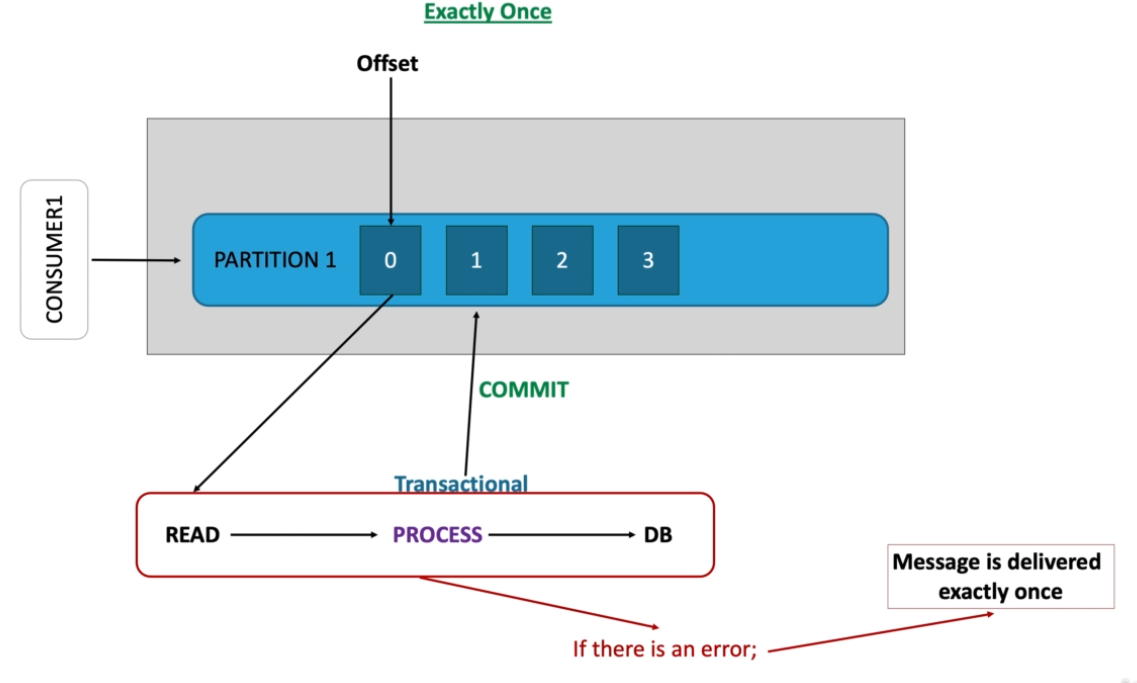 Exactly Once
Offset
CONSUMER1
PARTITION 1 0 1 2 3
COMMIT
Transactional
READ PROCESS DB
Message is delivered
exactly once
If there is an error;